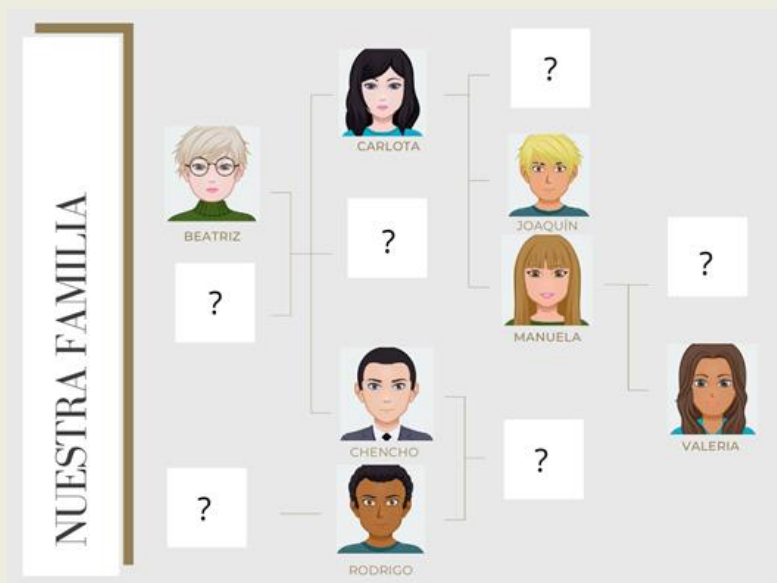 NUESTRA FAMILIA
BEATRIZ
?
?
CARLOTA
?
CHENCHO
RODRIGO
?
JOAQUÍN
MANUELA
?
?
VALERIA